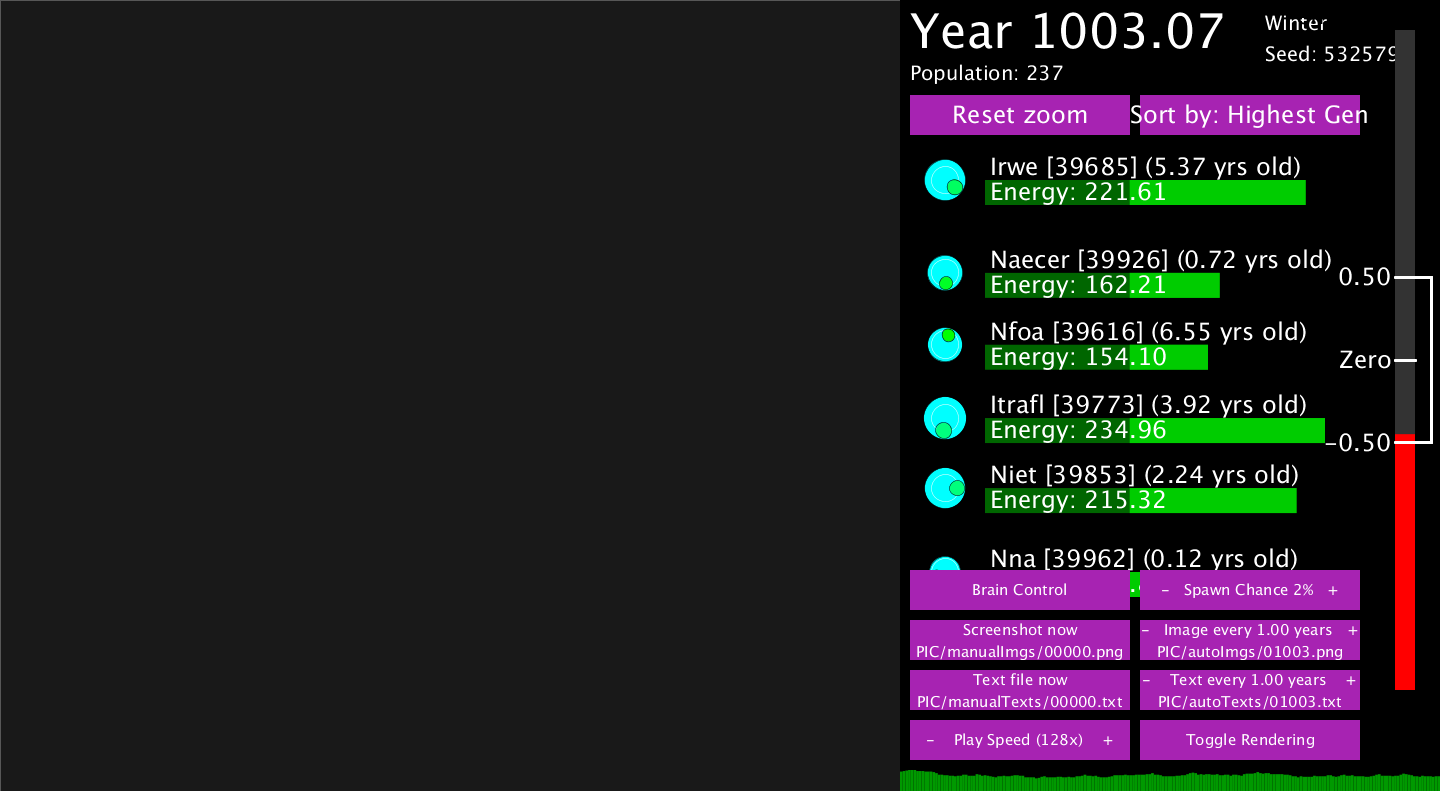 Year 1003.07
Winter
Seed: 532579
Population: 237
Reset zoom
Sort by: Highest Gen
Irwe [39685] (5.37 yrs old)
Energy: 221.61
Naecer [39926] (0.72 yrs old)
Energy: 162.21
0.50
Nfoa [39616] (6.55 yrs old)
Energy: 154.10
Zero
Itrafl [39773] (3.92 yrs old)
Energy: 234.96
-0.50
Niet [39853] (2.24 yrs old)
Energy: 215.32
Nna [39962] (0.12 yrs old)
Brain Control
- Spawn Chance 2% +
Screenshot now
PIC/manualImgs/00000.png
- Image every 1.00 years +
PIC/autoImgs/01003.png
Text file now
PIC/manualTexts/00000.txt
- Text every 1.00 years +
PIC/autoTexts/01003.txt
- Play Speed (128x) +
Toggle Rendering